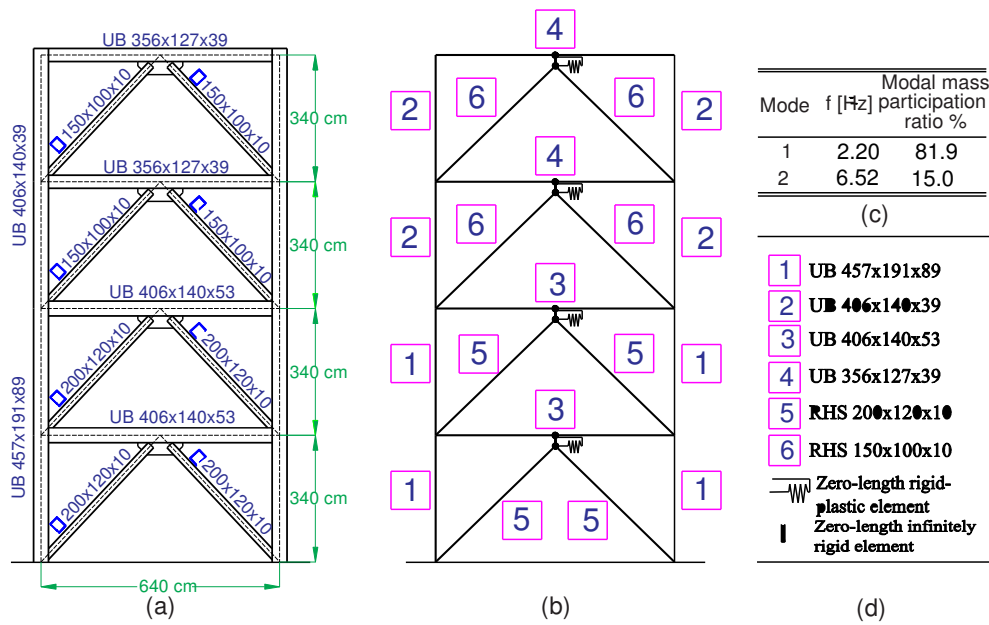 UB 356x127x39
150x100x10
150x100x10
340 cm
UB 406x140x39
UB 356x127x39
150x100x10
150x100x10
340 cm
UB 406x140x53
200x120x10
200x120x10
340 cm
UB 457x191x89
UB 406x140x53
200x120x10
200x120x10
340 cm
640 cm
(a)
4
2
6
6
2
4
2
6
6
2
3
1
5
5
1
3
1
5
5
1
(b)
Mode f [Hz] Modal mass participation ratio %
1 2.20 81.9
2 6.52 15.0
(c)
1 UB 457x191x89
2 UB 406x140x39
3 UB 406x140x53
4 UB 356x127x39
5 RHS 200x120x10
6 RHS 150x100x10
Zero-length rigid-
plastic element
Zero-length infinitely
rigid element
(d)